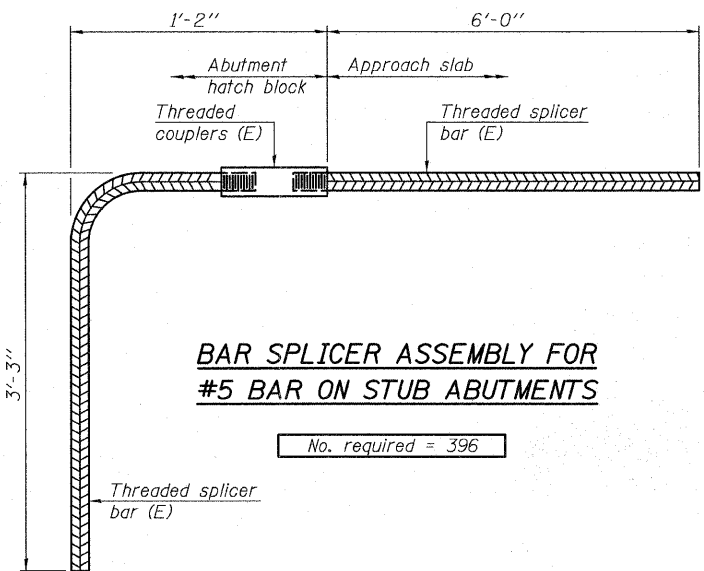 1'-2"
6'-0"
Abutment
hatch block
Approach slab
Threaded
couplers (E)
Threaded splicer
bar (E)
3'-3"
BAR SPLICER ASSEMBLY FOR
#5 BAR ON STUB ABUTMENTS
No. required = 396
Threaded splicer
bar (E)